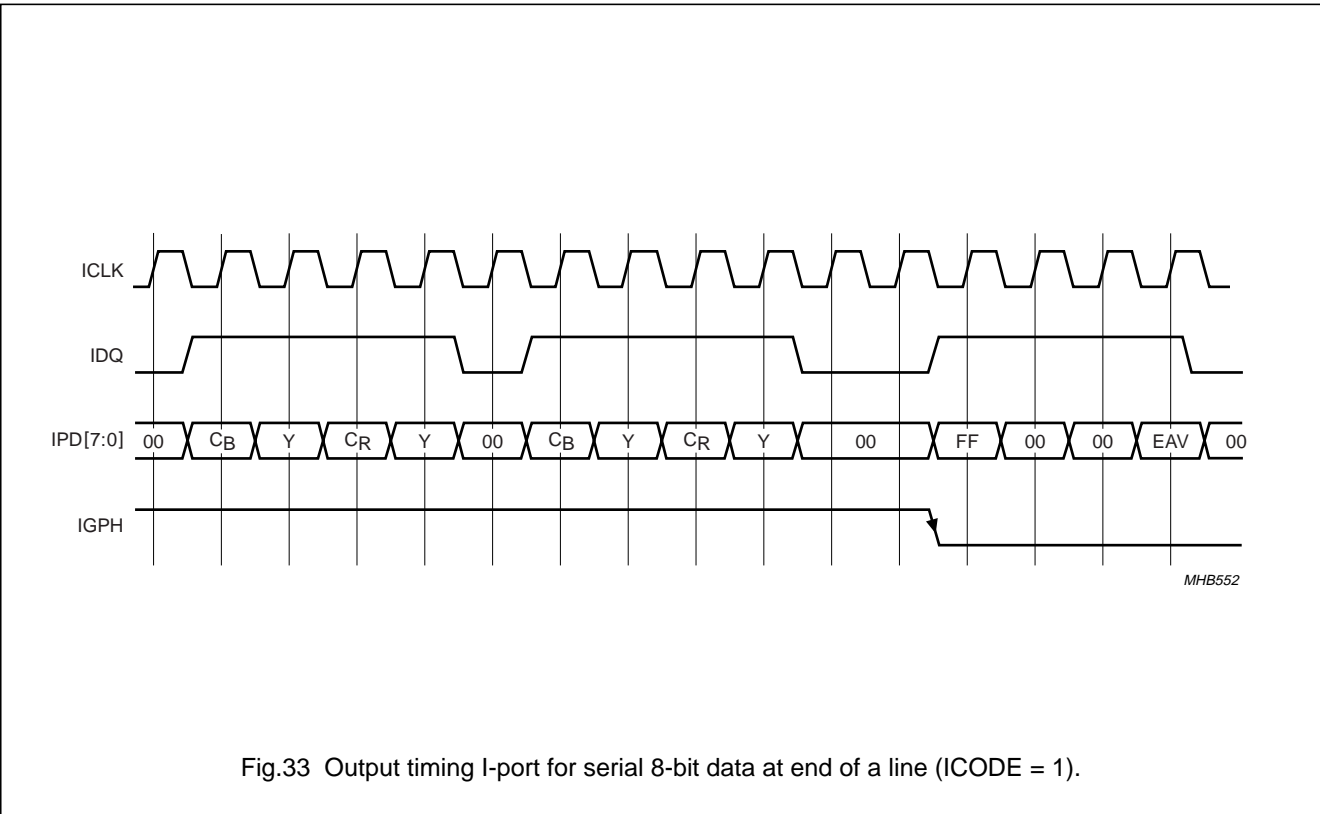 ICLK
IDQ
IPD[7:0] 00 CB Y CR Y 00 CB Y CR Y 00 FF 00 00 EAV 00
IGPH
MHB552
Fig.33 Output timing I-port for serial 8-bit data at end of a line (ICODE = 1).